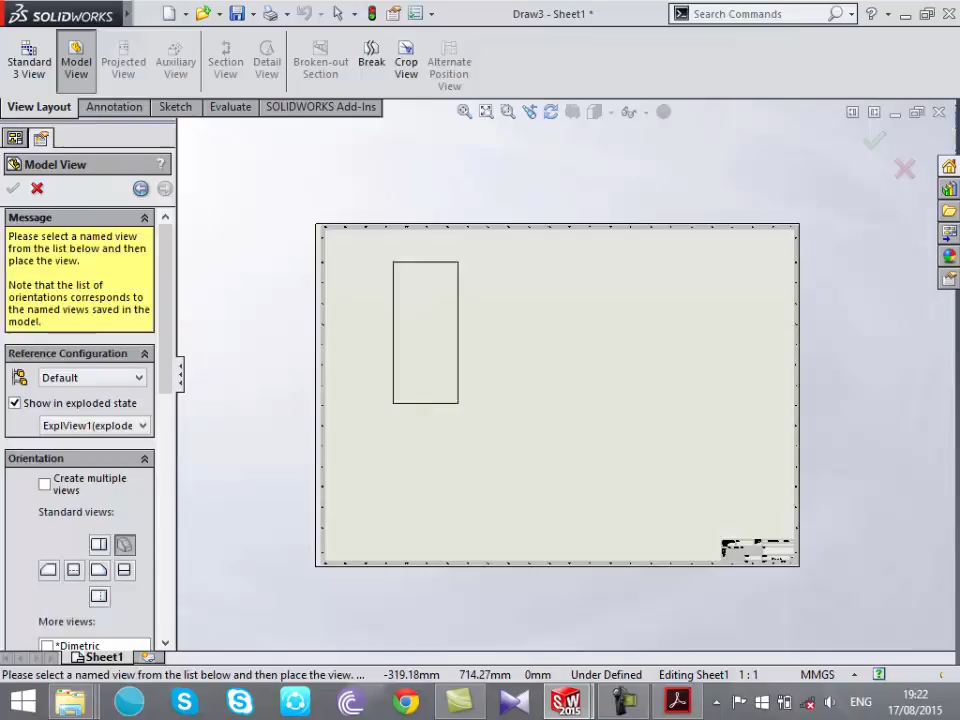 SOLIDWORKS
Draw3 - Sheet1 *
Search Commands
Standard 3 View
Model View
Projected View
Auxiliary View
Section View
Detail View
Broken-out Section
Break
Crop View
Alternate Position View
View Layout
Annotation
Sketch
Evaluate
SOLIDWORKS Add-Ins
Model View
?
Message
Please select a named view
from the list below and then
place the view.
Note that the list of
orientations corresponds to
the named views saved in the
model.
Reference Configuration
Default
Show in exploded state
ExplView1(explode
Orientation
Create multiple
views
Standard views:
More views:
*Dimetric
Sheet1
Please select a named view from the list below and then place the view. ...
-319.18mm
714.27mm
0mm
Under Defined
Editing Sheet1
1 : 1
MMGS
?
SW
2015
ENG
19:22
17/08/2015